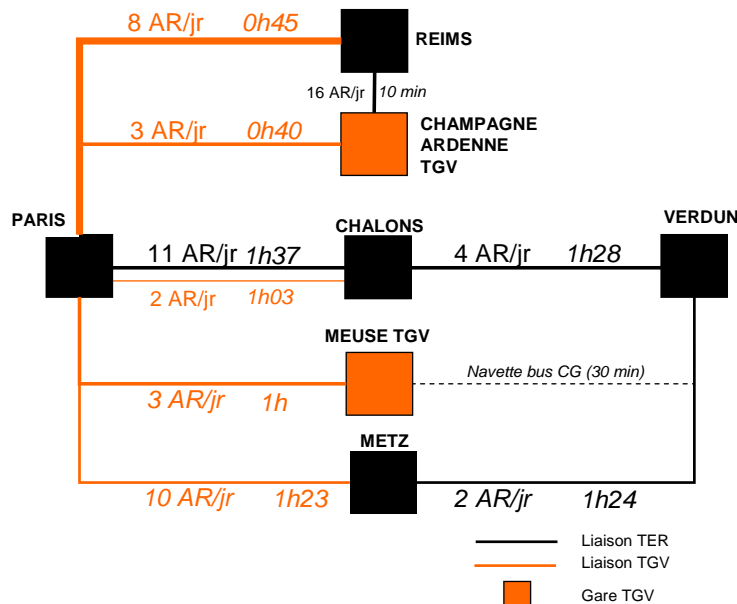 8 AR/jr 0h45
REIMS
16 AR/jr 10 min
3 AR/jr 0h40
CHAMPAGNE
ARDENNE
TGV
PARIS
CHALONS
VERDUN
11 AR/jr 1h37
4 AR/jr 1h28
2 AR/jr 1h03
MEUSE TGV
Navette bus CG (30 min)
3 AR/jr 1h
METZ
10 AR/jr 1h23
2 AR/jr 1h24
Liaison TER
Liaison TGV
Gare TGV